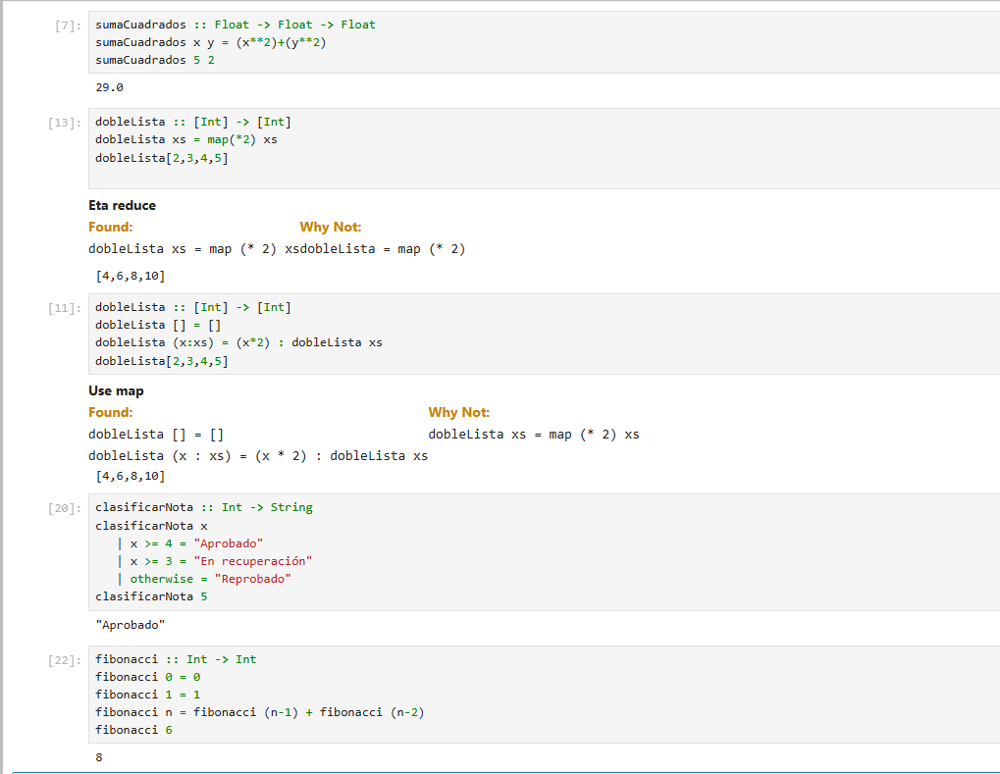 [7]: sumaCuadrados :: Float -> Float -> Float
sumaCuadrados x y = (x**2)+(y**2)
sumaCuadrados 5 2
29.0
[13]: dobleLista :: [Int] -> [Int]
dobleLista xs = map(*2) xs
dobleLista[2,3,4,5]
Eta reduce
Found: Why Not:
dobleLista xs = map (* 2) xsdobleLista = map (* 2)
[4,6,8,10]
[11]: dobleLista :: [Int] -> [Int]
dobleLista [] = []
dobleLista (x:xs) = (x*2) : dobleLista xs
dobleLista[2,3,4,5]
Use map
Found: Why Not:
dobleLista [] = [] dobleLista xs = map (* 2) xs
dobleLista (x : xs) = (x * 2) : dobleLista xs
[4,6,8,10]
[20]: clasificarNota :: Int -> String
clasificarNota x
| x >= 4 = "Aprobado"
| x >= 3 = "En recuperación"
| otherwise = "Reprobado"
clasificarNota 5
"Aprobado"
[22]: fibonacci :: Int -> Int
fibonacci 0 = 0
fibonacci 1 = 1
fibonacci n = fibonacci (n-1) + fibonacci (n-2)
fibonacci 6
8